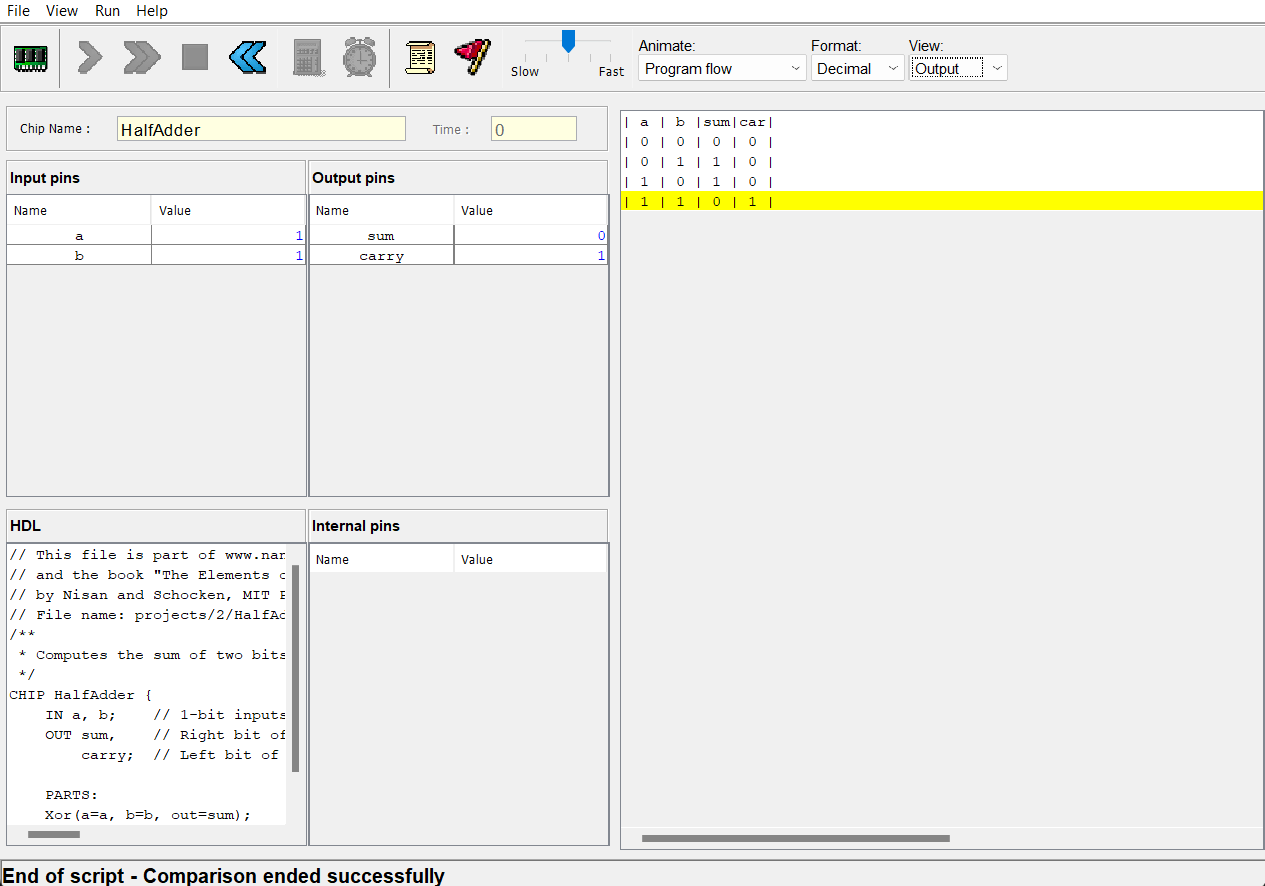 File View Run Help
Animate: Format: View:
Slow Fast Program flow Decimal Output
Chip Name : HalfAdder Time : 0
Input pins
Name Value
a 1
b 1
Output pins
Name Value
sum 0
carry 1
HDL
// This file is part of www.nan
// and the book "The Elements o
// by Nisan and Schocken, MIT P
// File name: projects/2/HalfAd
/**
* Computes the sum of two bits
*/
CHIP HalfAdder {
IN a, b; // 1-bit inputs
OUT sum, // Right bit of
carry; // Left bit of
PARTS:
Xor(a=a, b=b, out=sum);
Internal pins
Name Value
| a | b |sum|car|
| 0 | 0 | 0 | 0 |
| 0 | 1 | 1 | 0 |
| 1 | 0 | 1 | 0 |
| 1 | 1 | 0 | 1 |
End of script - Comparison ended successfully